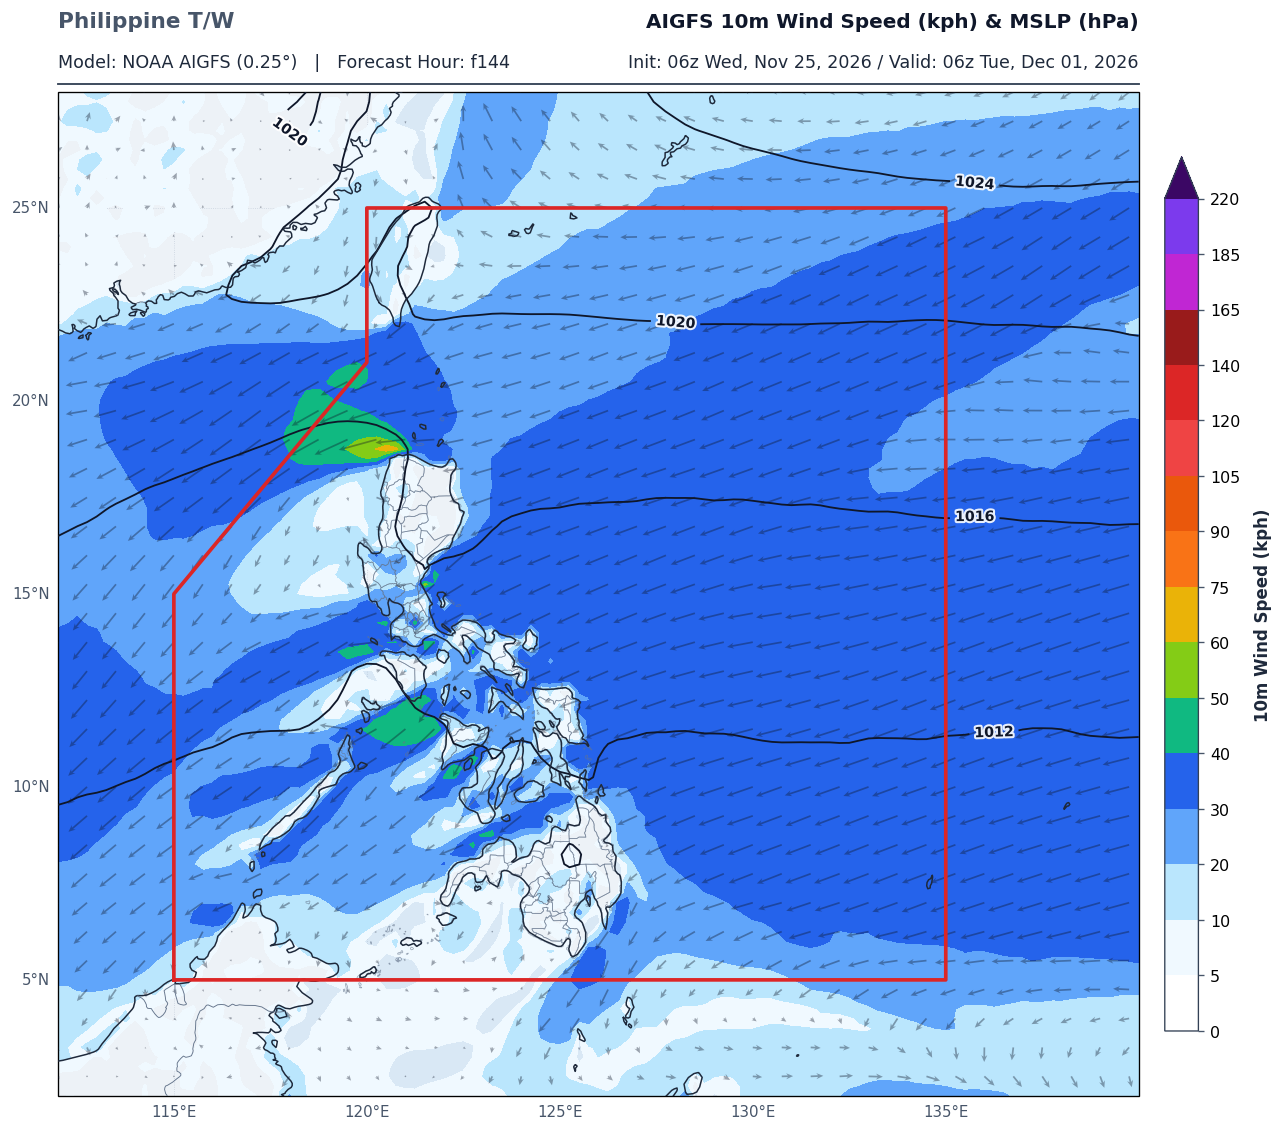 Philippine T/W
AIGFS 10m Wind Speed (kph) & MSLP (hPa)
Model: NOAA AIGFS (0.25°) | Forecast Hour: f144
Init: 06z Wed, Nov 25, 2026 / Valid: 06z Tue, Dec 01, 2026
1020
1024
1020
1016
1012
25°N
20°N
15°N
10°N
5°N
115°E
120°E
125°E
130°E
135°E
220
185
165
140
120
105
90
75
60
50
40
30
20
10
5
0
10m Wind Speed (kph)